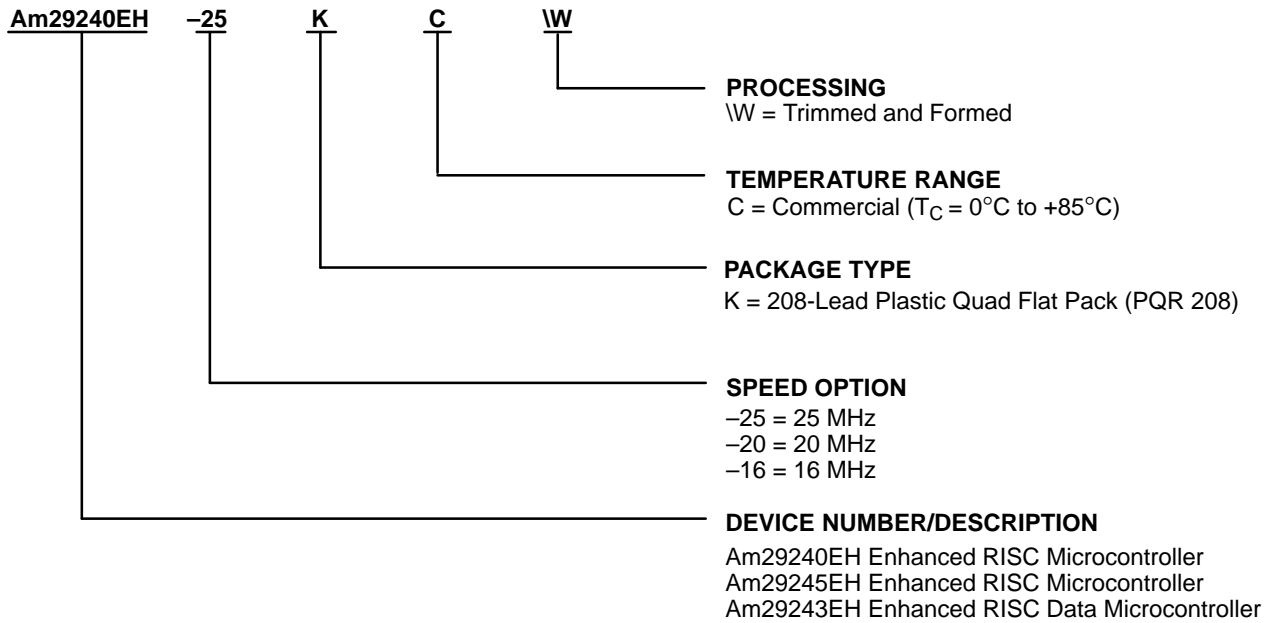 Am29240EH –25 K C \W
PROCESSING
\W = Trimmed and Formed
TEMPERATURE RANGE
C = Commercial (TC = 0°C to +85°C)
PACKAGE TYPE
K = 208-Lead Plastic Quad Flat Pack (PQR 208)
SPEED OPTION
–25 = 25 MHz
–20 = 20 MHz
–16 = 16 MHz
DEVICE NUMBER/DESCRIPTION
Am29240EH Enhanced RISC Microcontroller
Am29245EH Enhanced RISC Microcontroller
Am29243EH Enhanced RISC Data Microcontroller